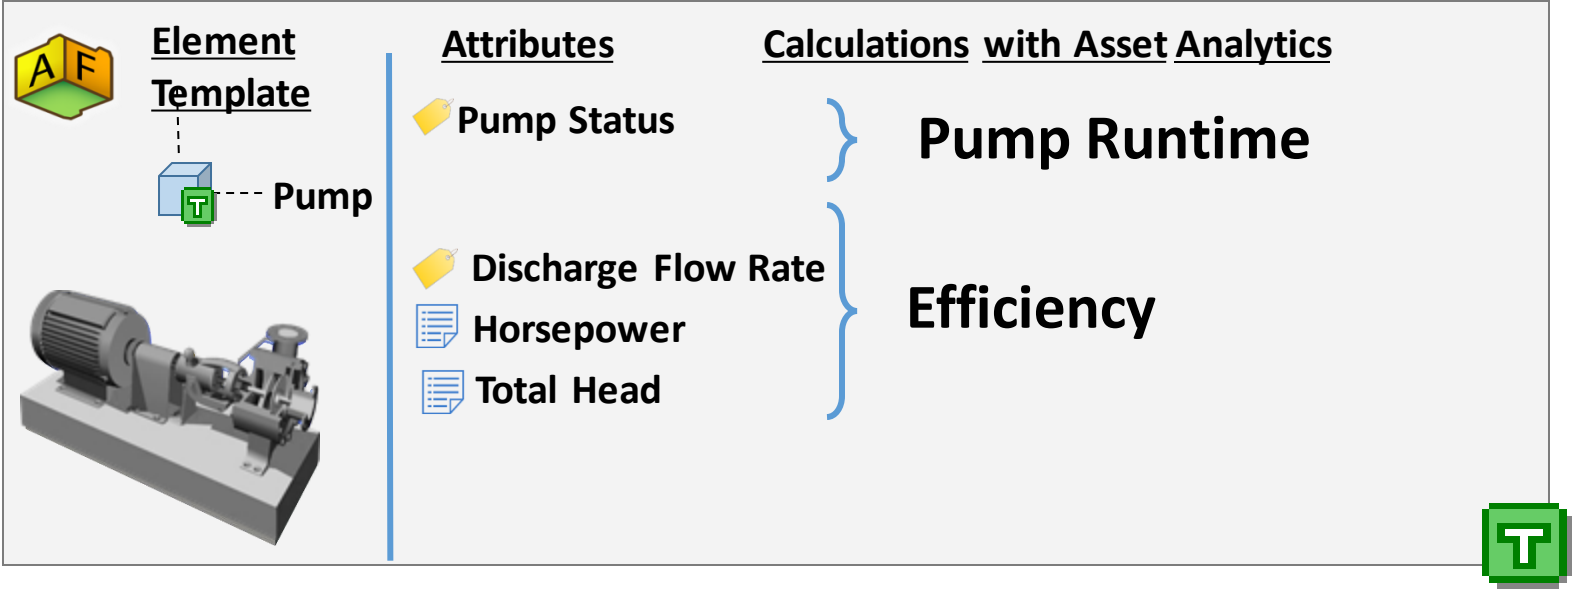 A F
Element
Template
Attributes
Calculations with Asset Analytics
Pump Status
Pump Runtime
T
Pump
Discharge Flow Rate
Horsepower
Total Head
Efficiency
T